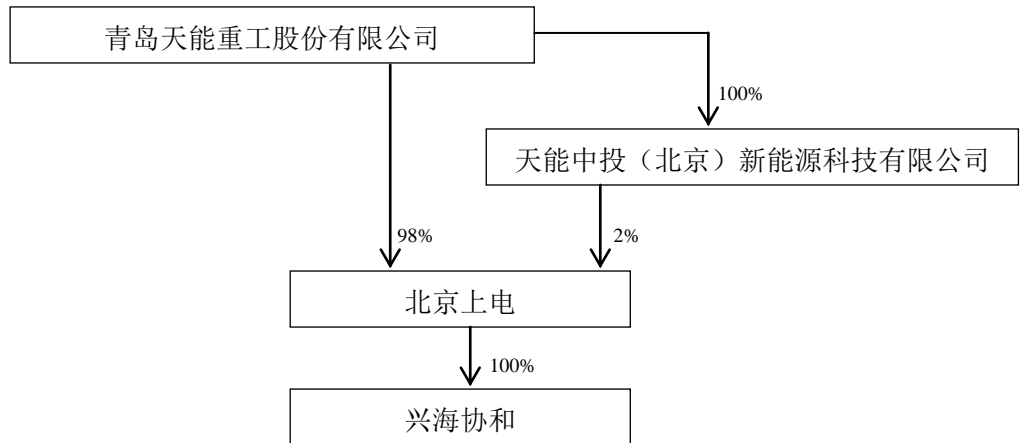 青岛天能重工股份有限公司
100%
天能中投（北京）新能源科技有限公司
98%
2%
北京上电
100%
兴海协和